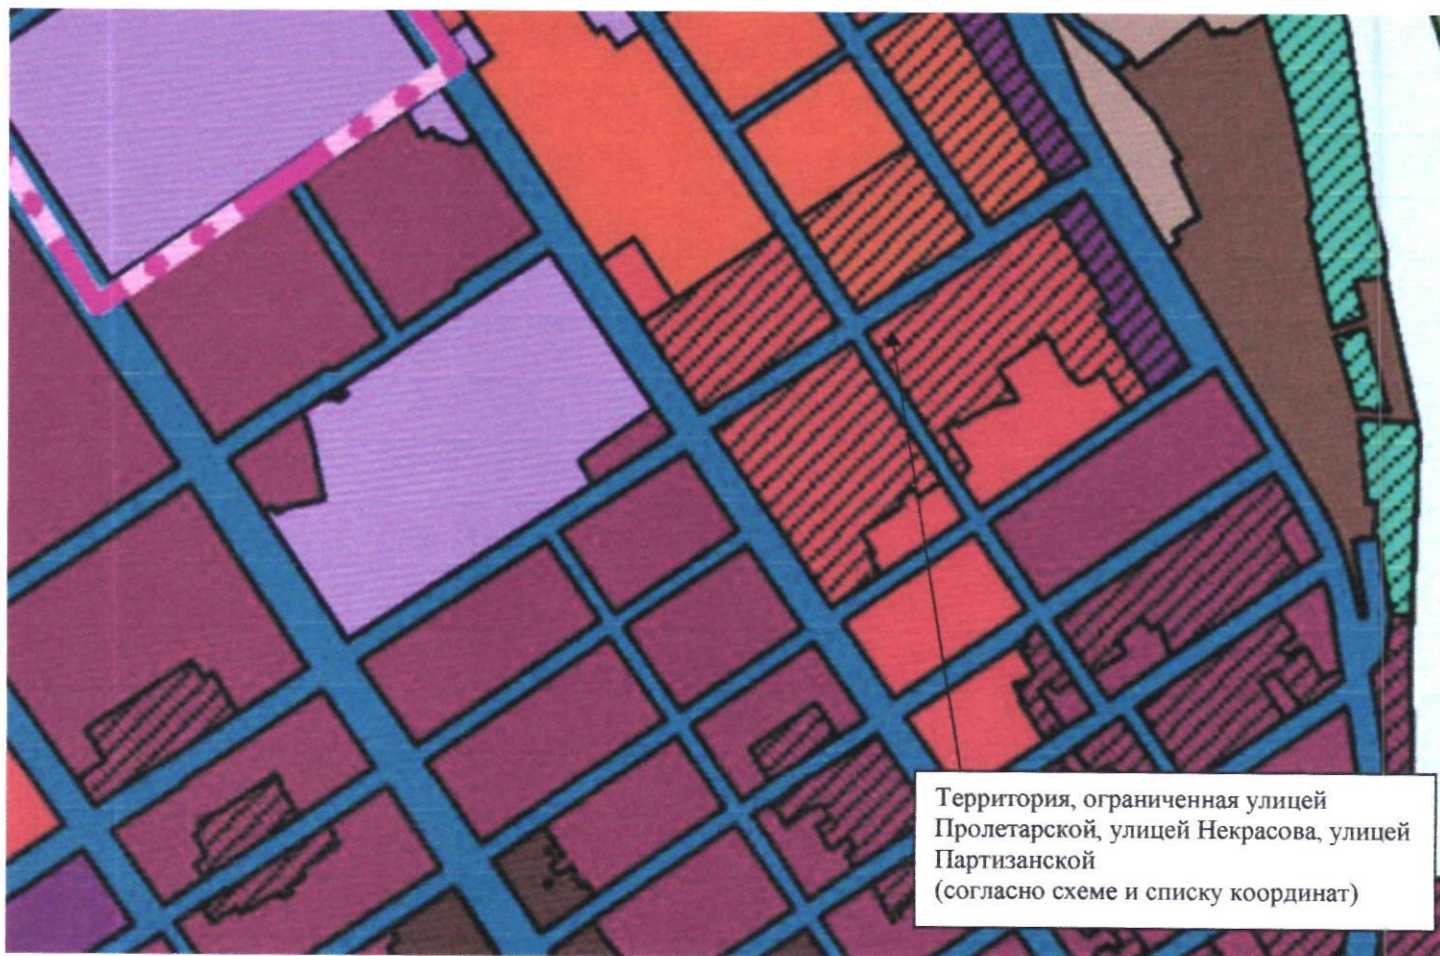 Территория, ограниченная улицей
Пролетарской, улицей Некрасова, улицей
Партизанской
(согласно схеме и списку координат)